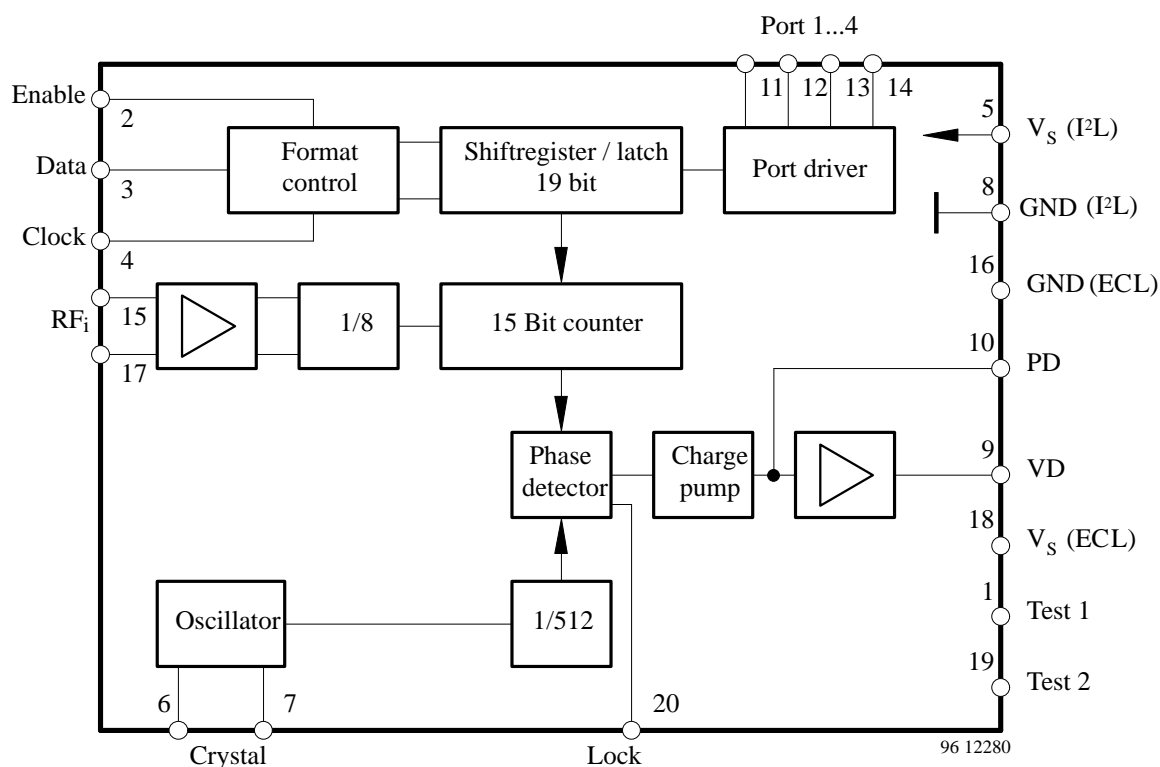 Port 1...4
11 12 13 14
Enable
2
5
V_S (I²L)
Format
control
Shiftregister / latch
19 bit
Port driver
Data
3
8
GND (I²L)
Clock
4
16
GND (ECL)
RF_i
15
17
1/8
15 Bit counter
10
PD
Phase
detector
Charge
pump
9
VD
18
V_S (ECL)
Oscillator
1/512
1
Test 1
19
Test 2
6
7
20
Crystal
Lock
96 12280